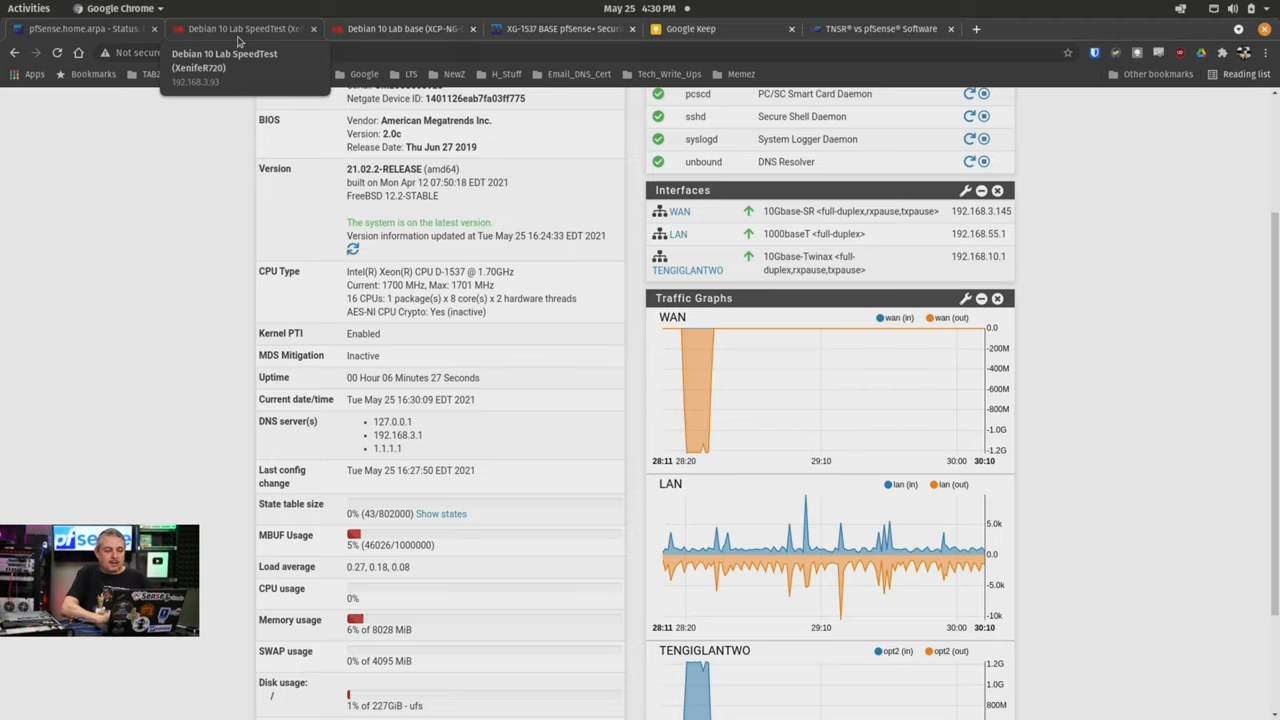 Activities
Google Chrome
May 25 4:30 PM
pfSense.home.arpa - Status:
Debian 10 Lab SpeedTest (Xen
Debian 10 Lab base (XCP-NG-
XG-1537 BASE pfSense+ Secur
Google Keep
TNSR® vs pfSense® Software
Not secure
Debian 10 Lab SpeedTest
(XenifeR720)
192.168.3.93
Apps
Bookmarks
Google
LTS
NewZ
H_Stuff
Email_DNS_Cert
Tech_Write_Ups
Memez
Other bookmarks
Reading list
Netgate Device ID: 1401126eab7fa03ff775
BIOS
Vendor: American Megatrends Inc.
Version: 2.0c
Release Date: Thu Jun 27 2019
Version
21.02.2-RELEASE (amd64)
built on Mon Apr 12 07:50:18 EDT 2021
FreeBSD 12.2-STABLE
The system is on the latest version.
Version information updated at Tue May 25 16:24:33 EDT 2021
CPU Type
Intel(R) Xeon(R) CPU D-1537 @ 1.70GHz
Current: 1700 MHz, Max: 1701 MHz
16 CPUs: 1 package(s) x 8 core(s) x 2 hardware threads
AES-NI CPU Crypto: Yes (inactive)
Kernel PTI
Enabled
MDS Mitigation
Inactive
Uptime
00 Hour 06 Minutes 27 Seconds
Current date/time
Tue May 25 16:30:09 EDT 2021
DNS server(s)
127.0.0.1
192.168.3.1
1.1.1.1
Last config
change
Tue May 25 16:27:50 EDT 2021
State table size
0% (43/802000) Show states
MBUF Usage
5% (46026/1000000)
Load average
0.27, 0.18, 0.08
CPU usage
0%
Memory usage
6% of 8028 MiB
SWAP usage
0% of 4095 MiB
Disk usage:
/
1% of 227GiB - ufs
pcscd
PC/SC Smart Card Daemon
sshd
Secure Shell Daemon
syslogd
System Logger Daemon
unbound
DNS Resolver
Interfaces
WAN
10Gbase-SR <full-duplex,rxpause,txpause>
192.168.3.145
LAN
1000baseT <full-duplex>
192.168.55.1
TENGIGLANTWO
10Gbase-Twinax <full-
duplex,rxpause,txpause>
192.168.10.1
Traffic Graphs
WAN
wan (in)
wan (out)
0.0
-200M
-400M
-600M
-800M
-1.0G
-1.2G
28:11
28:20
29:10
30:00
30:10
LAN
lan (in)
lan (out)
5.0k
0.0
-5.0k
-10k
28:11
28:20
29:10
30:00
30:10
TENGIGLANTWO
opt2 (in)
opt2 (out)
1.2G
1.0G
800M